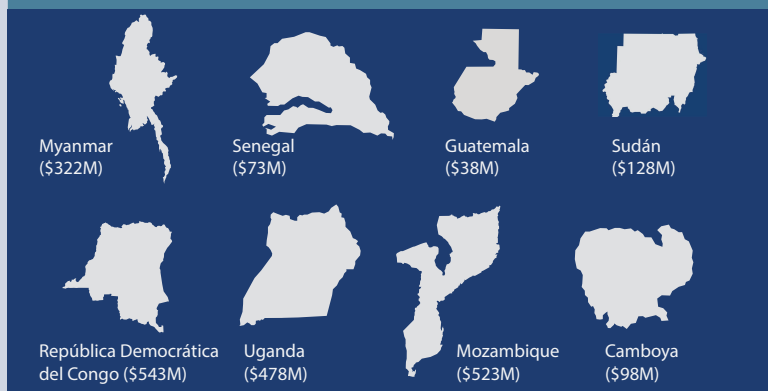 Myanmar
($322M)
Senegal
($73M)
Guatemala
($38M)
Sudán
($128M)
República Democrática
del Congo ($543M)
Uganda
($478M)
Mozambique
($523M)
Camboya
($98M)